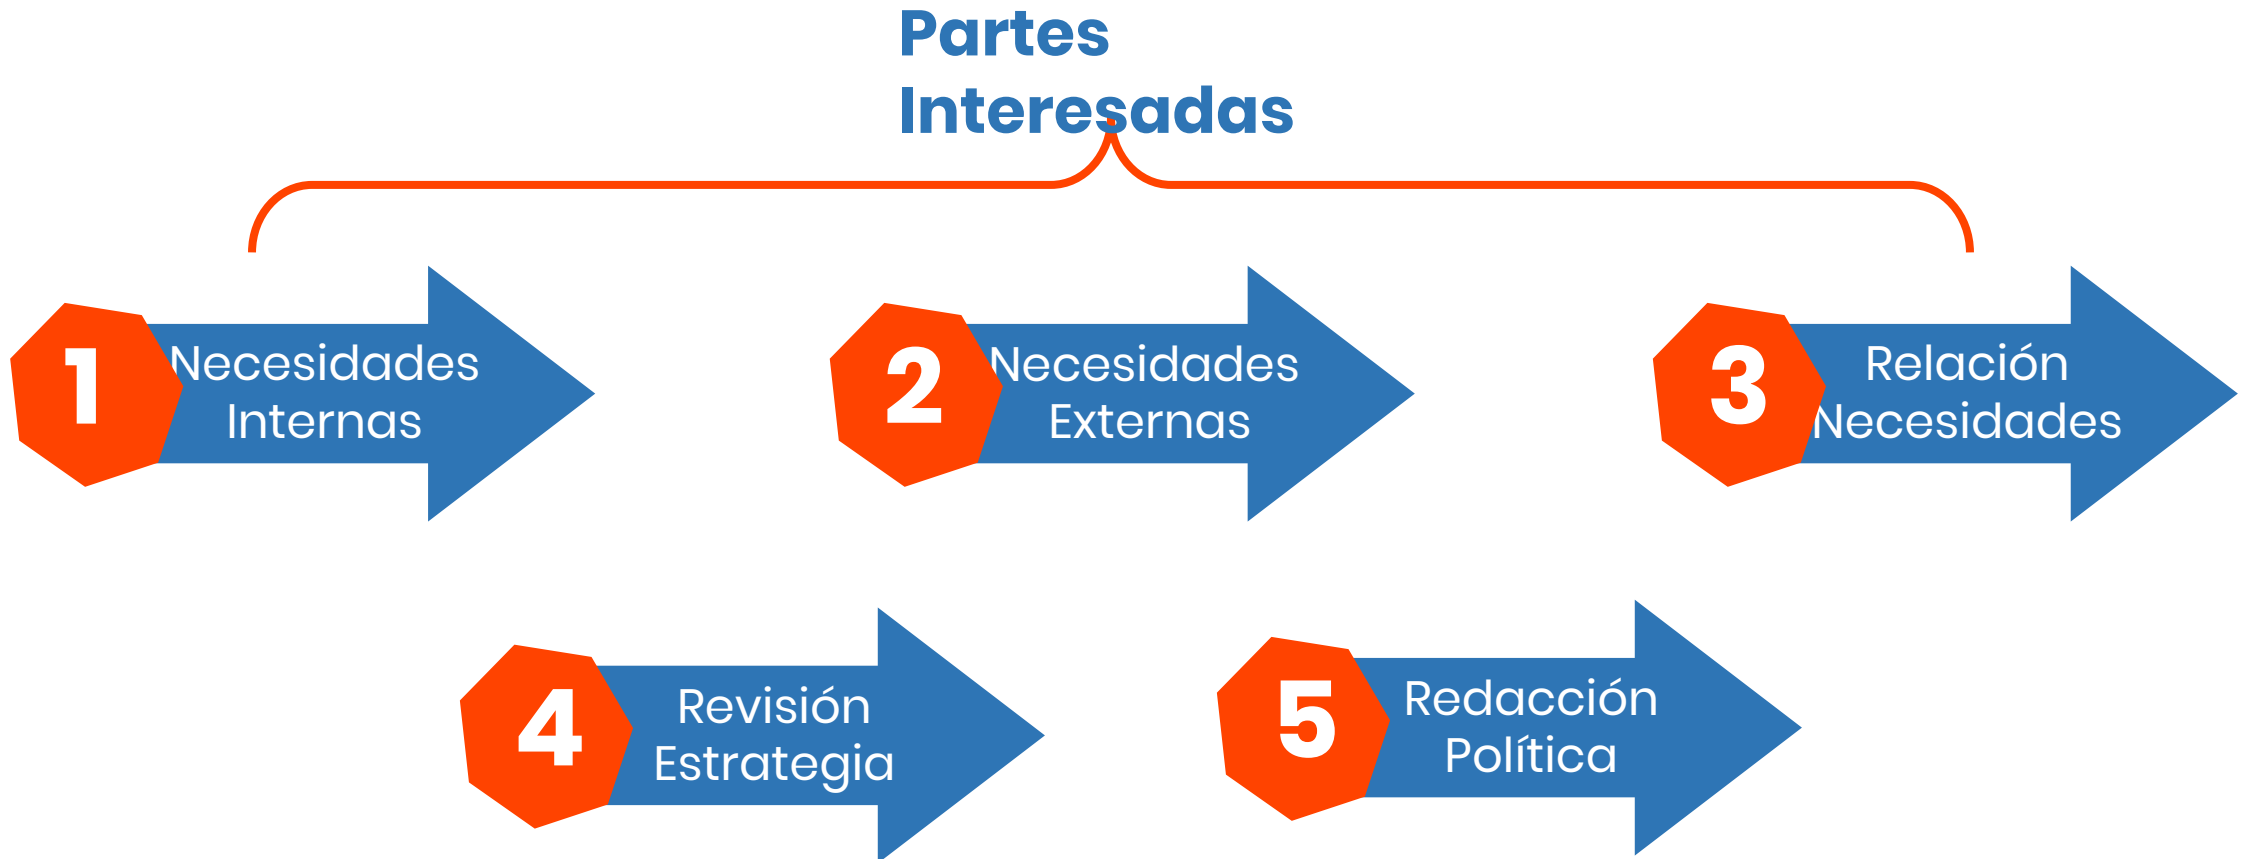 Partes
Interesadas
1
Necesidades
Internas
2
Necesidades
Externas
3
Relación
Necesidades
4
Revisión
Estrategia
5
Redacción
Política